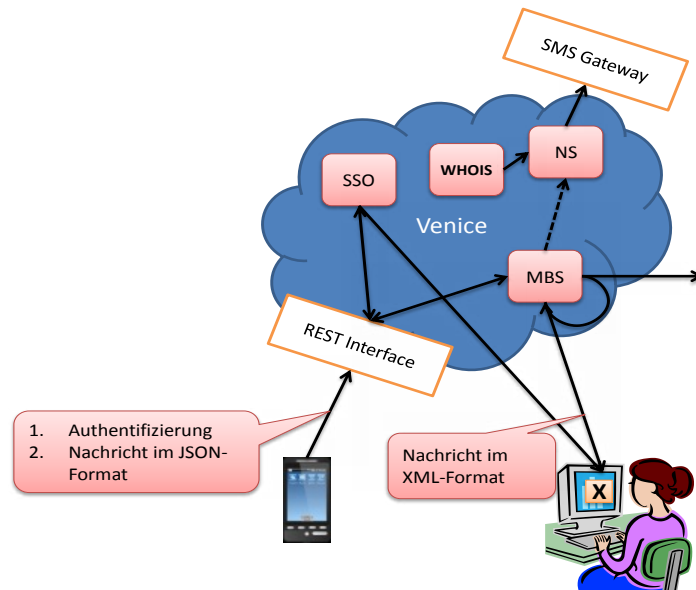 SMS Gateway
NS
WHOIS
SSO
Venice
MBS
REST Interface
1. Authentifizierung
2. Nachricht im JSON-
Format
Nachricht im
XML-Format
X